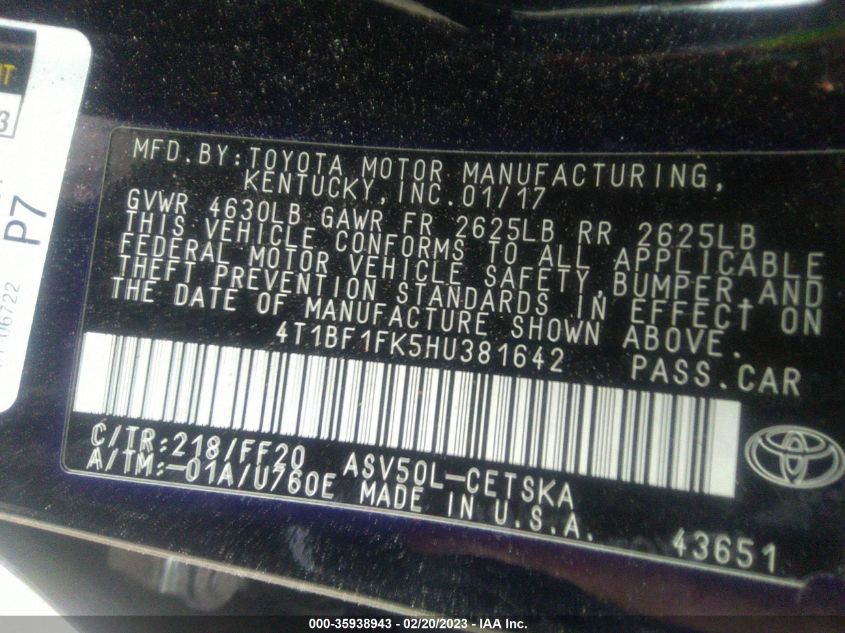 MFD.BY:TOYOTA MOTOR MANUFACTURING,
KENTUCKY,INC.01/17
GVWR 4630LB GAWR FR 2625LB RR 2625LB
THIS VEHICLE CONFORMS TO ALL APPLICABLE
FEDERAL MOTOR VEHICLE SAFETY,BUMPER,AND
THEFT PREVENTION STANDARDS IN EFFECT ON
THE DATE OF MANUFACTURE SHOWN ABOVE.
4T1BF1FK5HU381642 PASS.CAR
C/TR:218/FF20 ASV50L-CETSKA
A/TM:-01A/U760E MADE IN U.S.A.
43651
P7
06722
3
000-35938943 - 02/20/2023 - IAA Inc.